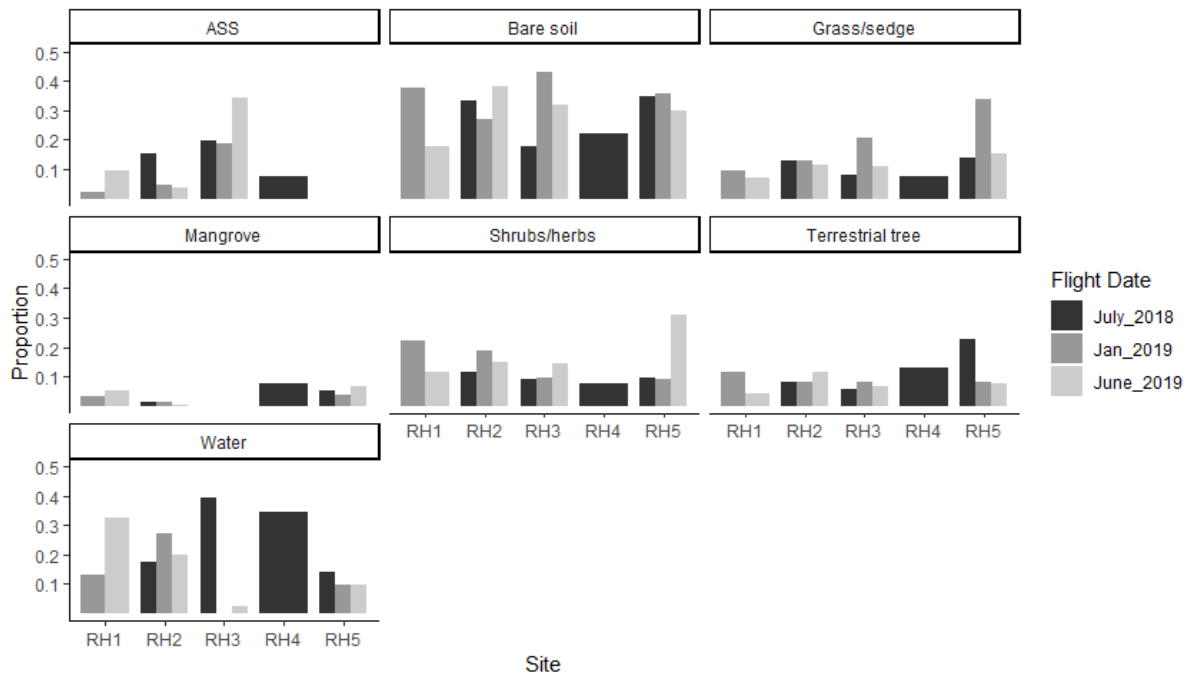 ASS
Bare soil
Grass/sedge
0.5
0.4
0.3
0.2
0.1
Mangrove
Shrubs/herbs
Terrestrial tree
0.5
0.4
0.3
0.2
0.1
RH1 RH2 RH3 RH4 RH5
RH1 RH2 RH3 RH4 RH5
Water
0.5
0.4
0.3
0.2
0.1
RH1 RH2 RH3 RH4 RH5
Proportion
Site
Flight Date
July_2018
Jan_2019
June_2019